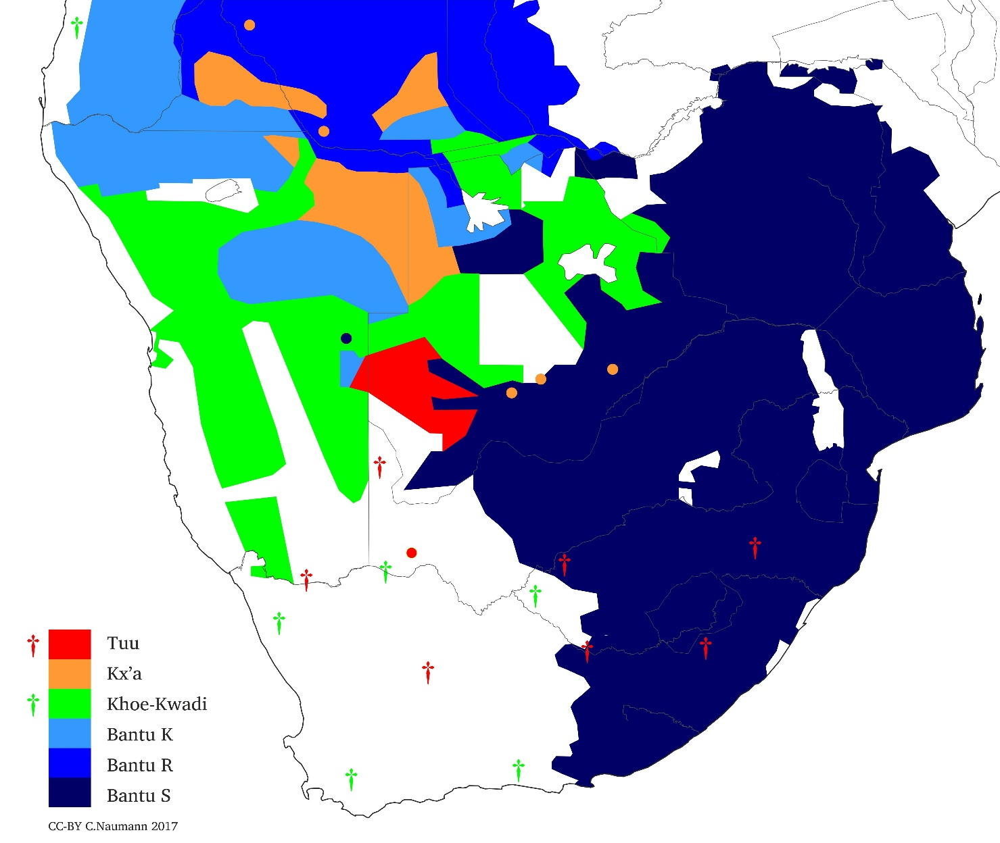 Tuu
Kx’a
Khoe-Kwadi
Bantu K
Bantu R
Bantu S
CC-BY C.Naumann 2017